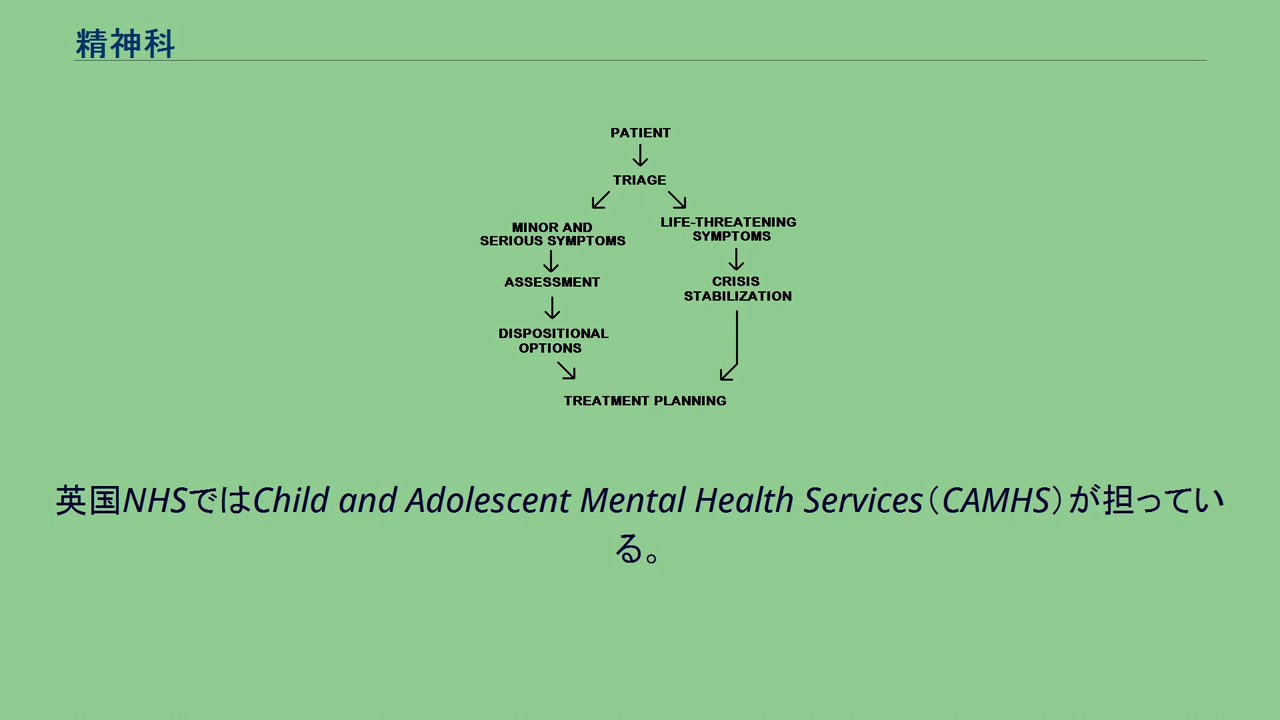 精神科
PATIENT
TRIAGE
MINOR AND
SERIOUS SYMPTOMS
LIFE-THREATENING
SYMPTOMS
ASSESSMENT
CRISIS
STABILIZATION
DISPOSITIONAL
OPTIONS
TREATMENT PLANNING
英国NHSではChild and Adolescent Mental Health Services（CAMHS）が担ってい
る。